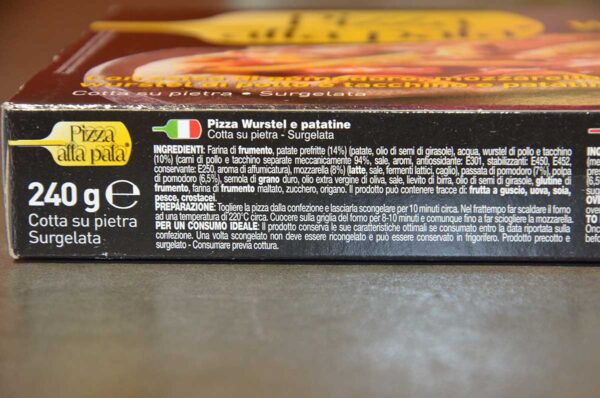 Pizza
alla pala
Cotta su pietra • Surgelata
Pizza
alla pala
240 g e
Cotta su pietra
Surgelata
Pizza Wurstel e patatine
Cotta su pietra - Surgelata
INGREDIENTI: Farina di frumento, patate prefritte (14%) (patate, olio di semi di girasole), acqua, wurstel di pollo e tacchino
(10%) (carni di pollo e tacchino separate meccanicamente 94%, sale, aromi, antiossidante: E301, stabilizzanti: E450, E452,
conservante: E250, aroma di affumicatura), mozzarella (8%) (latte, sale, fermenti lattici, caglio), passata di pomodoro (7%), polpa
di pomodoro (6,5%), semola di grano duro, olio extra vergine di oliva, sale, lievito di birra, olio di semi di girasole, glutine di
frumento, farina di frumento maltato, zucchero, origano. Il prodotto può contenere tracce di: frutta a guscio, uova, soia,
pesce, crostacei.
PREPARAZIONE: Togliere la pizza dalla confezione e lasciarla scongelare per 10 minuti circa. Nel frattempo far scaldare il forno
ad una temperatura di 220°C circa. Cuocere sulla griglia del forno per 8-10 minuti e comunque fino a far sciogliere la mozzarella.
PER UN CONSUMO IDEALE: Il prodotto conserva le sue caratteristiche ottimali se consumato entro la data riportata sulla
confezione. Una volta scongelato non deve essere ricongelato e può essere conservato in frigorifero. Prodotto precotto e
surgelato - Consumare previa cottura.